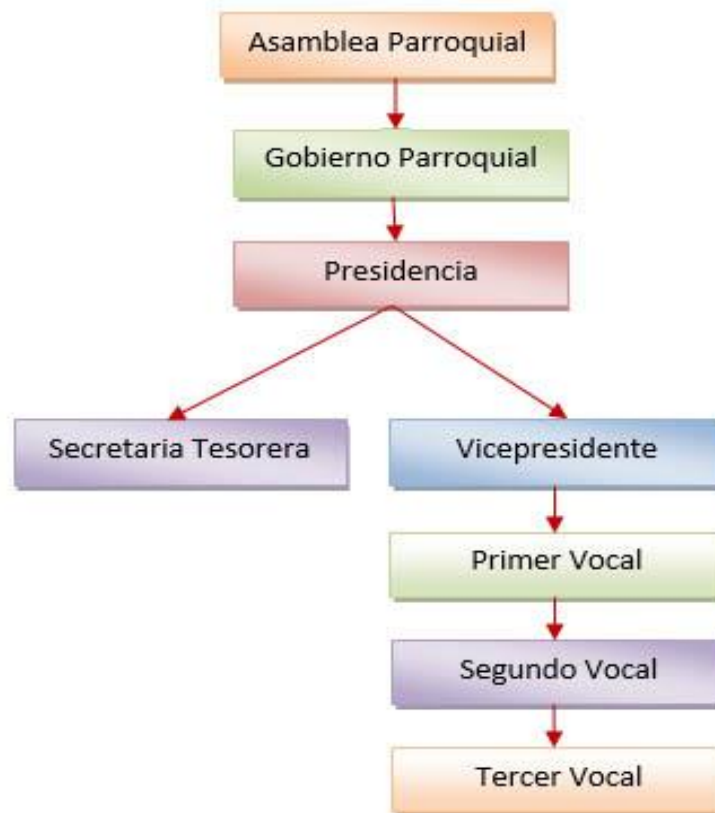 Asamblea Parroquial
Gobierno Parroquial
Presidencia
Secretaria Tesorera
Vicepresidente
Primer Vocal
Segundo Vocal
Tercer Vocal